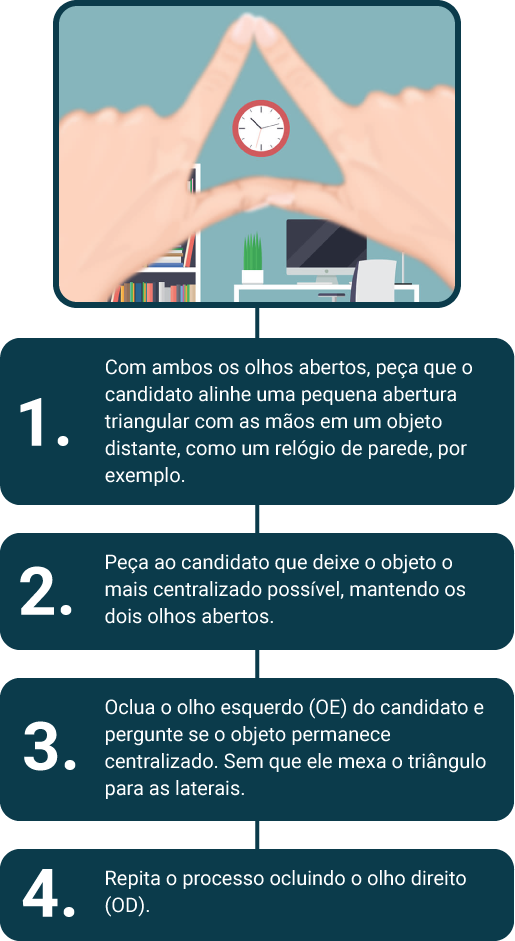 1.
Com ambos os olhos abertos, peça que o
candidato alinhe uma pequena abertura
triangular com as mãos em um objeto
distante, como um relógio de parede, por
exemplo.
2.
Peça ao candidato que deixe o objeto o
mais centralizado possível, mantendo os
dois olhos abertos.
3.
Oclua o olho esquerdo (OE) do candidato e
pergunte se o objeto permanece
centralizado. Sem que ele mexa o triângulo
para as laterais.
4.
Repita o processo ocluindo o olho direito
(OD).